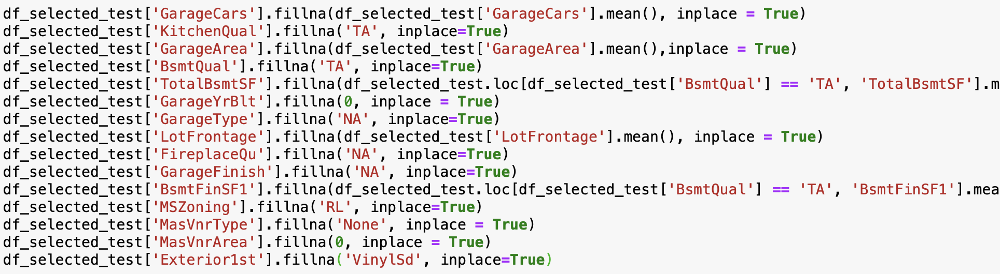 df_selected_test['GarageCars'].fillna(df_selected_test['GarageCars'].mean(), inplace = True)
df_selected_test['KitchenQual'].fillna('TA', inplace=True)
df_selected_test['GarageArea'].fillna(df_selected_test['GarageArea'].mean(),inplace = True)
df_selected_test['BsmtQual'].fillna('TA', inplace=True)
df_selected_test['TotalBsmtSF'].fillna(df_selected_test.loc[df_selected_test['BsmtQual'] == 'TA', 'TotalBsmtSF'].m
df_selected_test['GarageYrBlt'].fillna(0, inplace = True)
df_selected_test['GarageType'].fillna('NA', inplace=True)
df_selected_test['LotFrontage'].fillna(df_selected_test['LotFrontage'].mean(), inplace = True)
df_selected_test['FireplaceQu'].fillna('NA', inplace=True)
df_selected_test['GarageFinish'].fillna('NA', inplace=True)
df_selected_test['BsmtFinSF1'].fillna(df_selected_test.loc[df_selected_test['BsmtQual'] == 'TA', 'BsmtFinSF1'].mea
df_selected_test['MSZoning'].fillna('RL', inplace=True)
df_selected_test['MasVnrType'].fillna('None', inplace = True)
df_selected_test['MasVnrArea'].fillna(0, inplace = True)
df_selected_test['Exterior1st'].fillna('VinylSd', inplace=True)